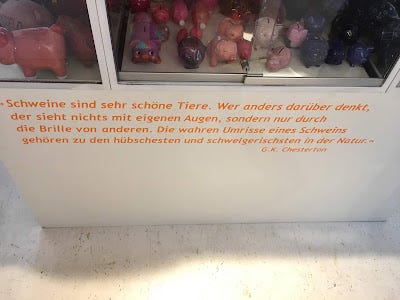 »Schweine sind sehr schöne Tiere. Wer anders darüber denkt,
der sieht nichts mit eigenen Augen, sondern nur durch
die Brille von anderen. Die wahren Umrisse eines Schweins
gehören zu den hübschesten und schwelgerischsten in der Natur.«
G.K. Chesterton